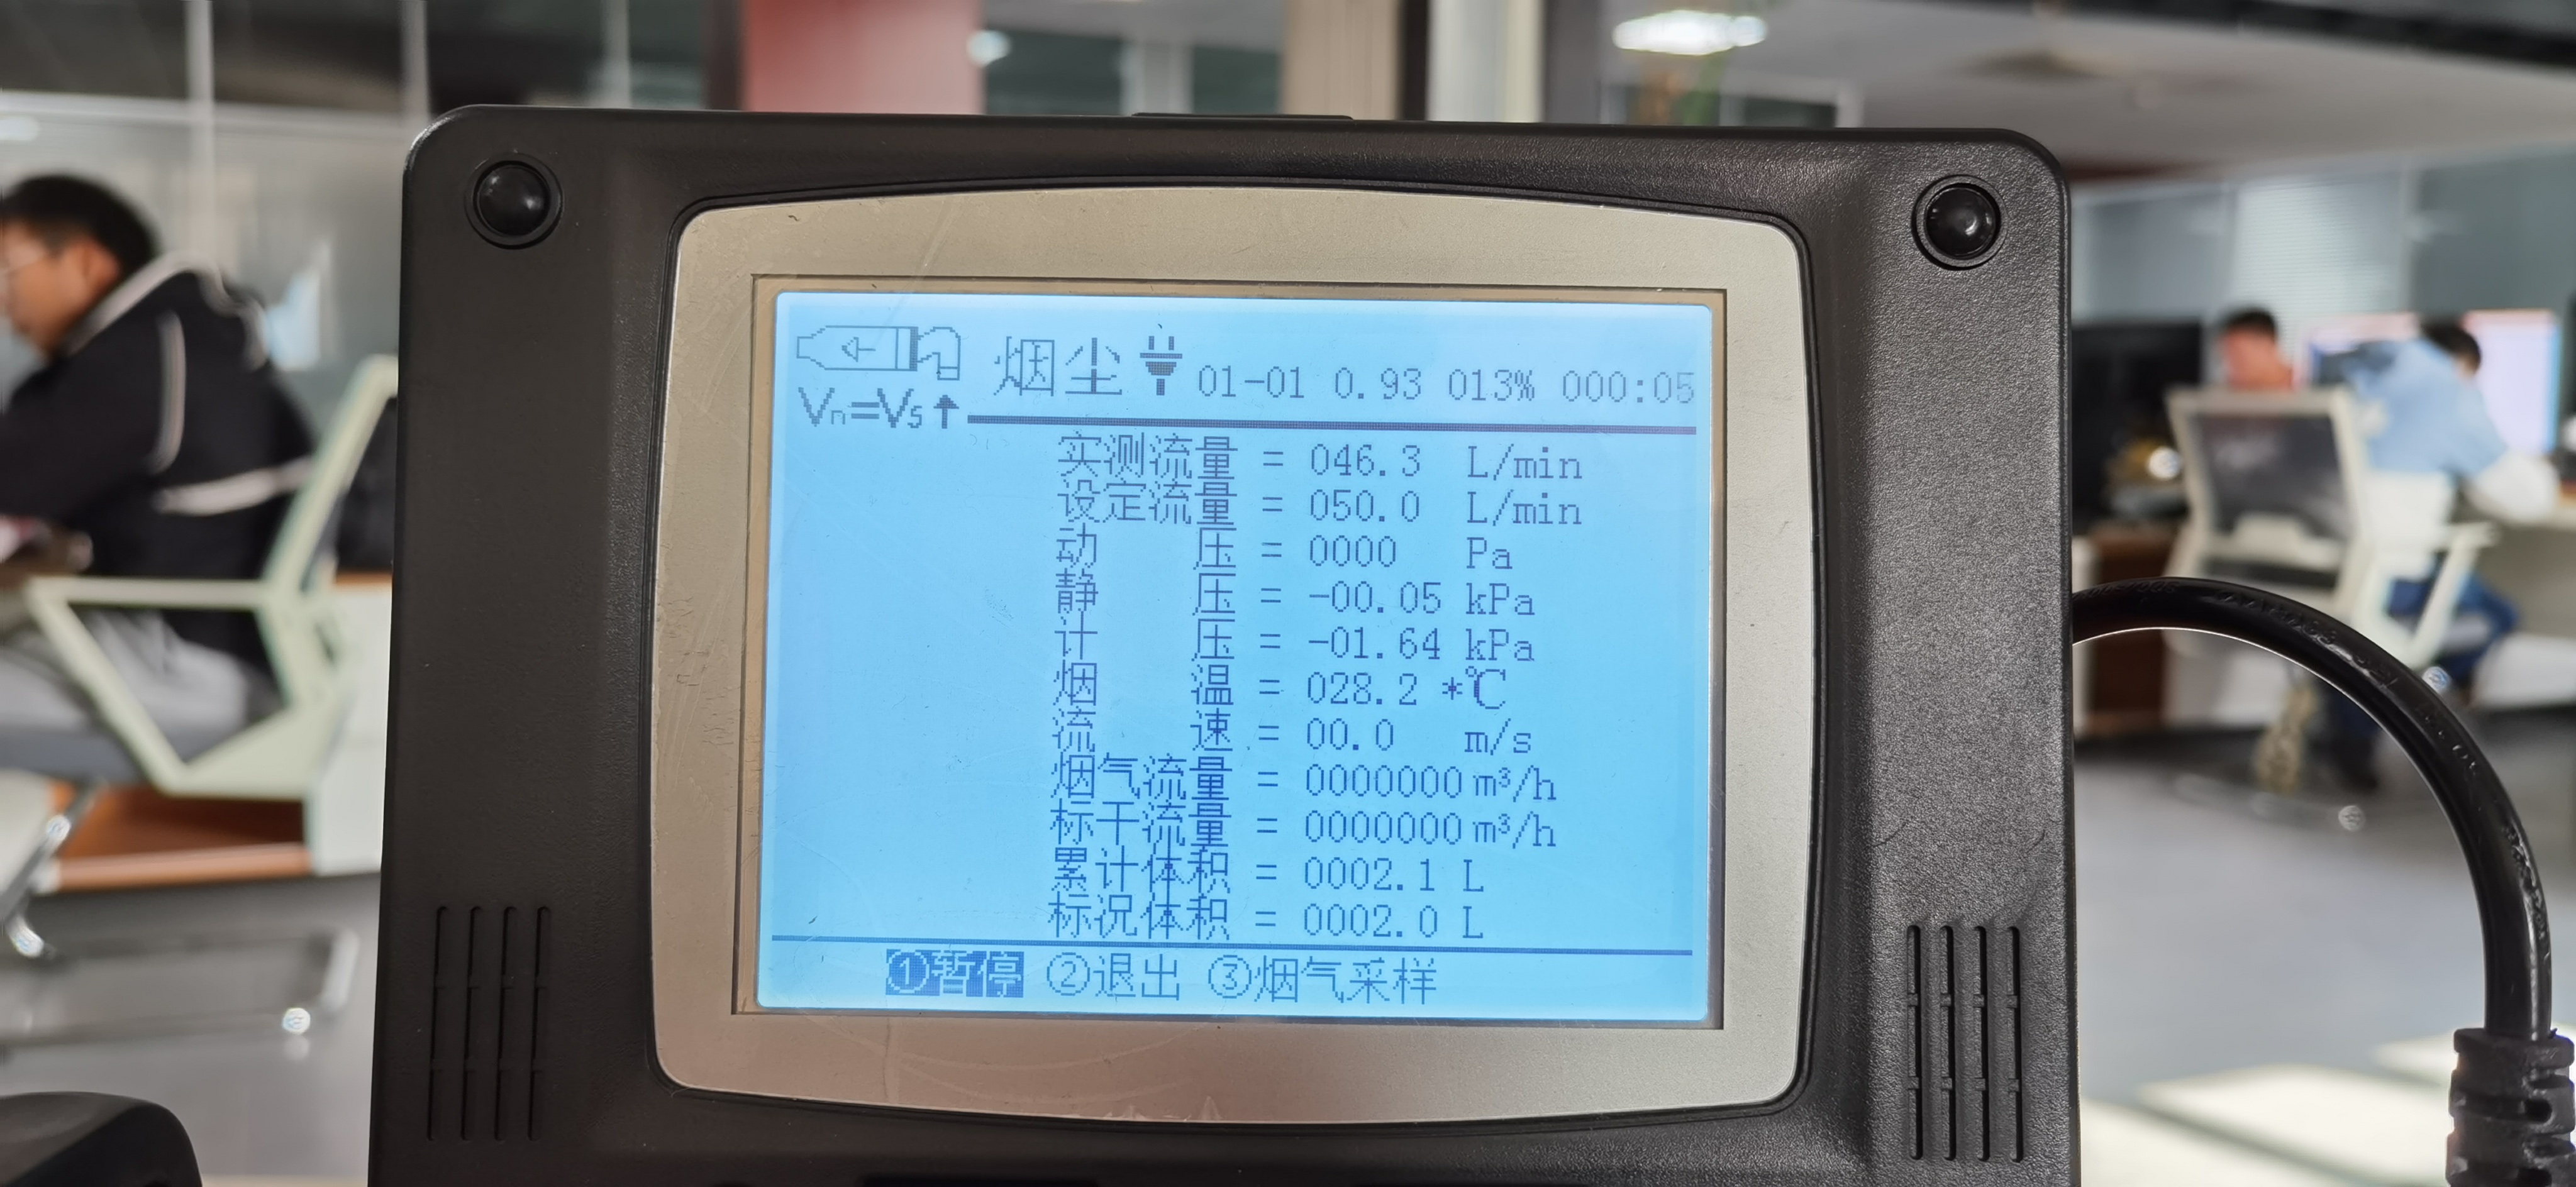 烟尘 01-01 0.93 013% 000:05
Vn=Vs↑
实测流量 = 046.3 L/min
设定流量 = 050.0 L/min
动 压 = 0000 Pa
静 压 = -00.05 kPa
计 压 = -01.64 kPa
烟 温 = 028.2 *℃
流 速 = 00.0 m/s
烟气流量 = 0000000 m³/h
标干流量 = 0000000 m³/h
累计体积 = 0002.1 L
标况体积 = 0002.0 L
①暂停 ②退出 ③烟气采样